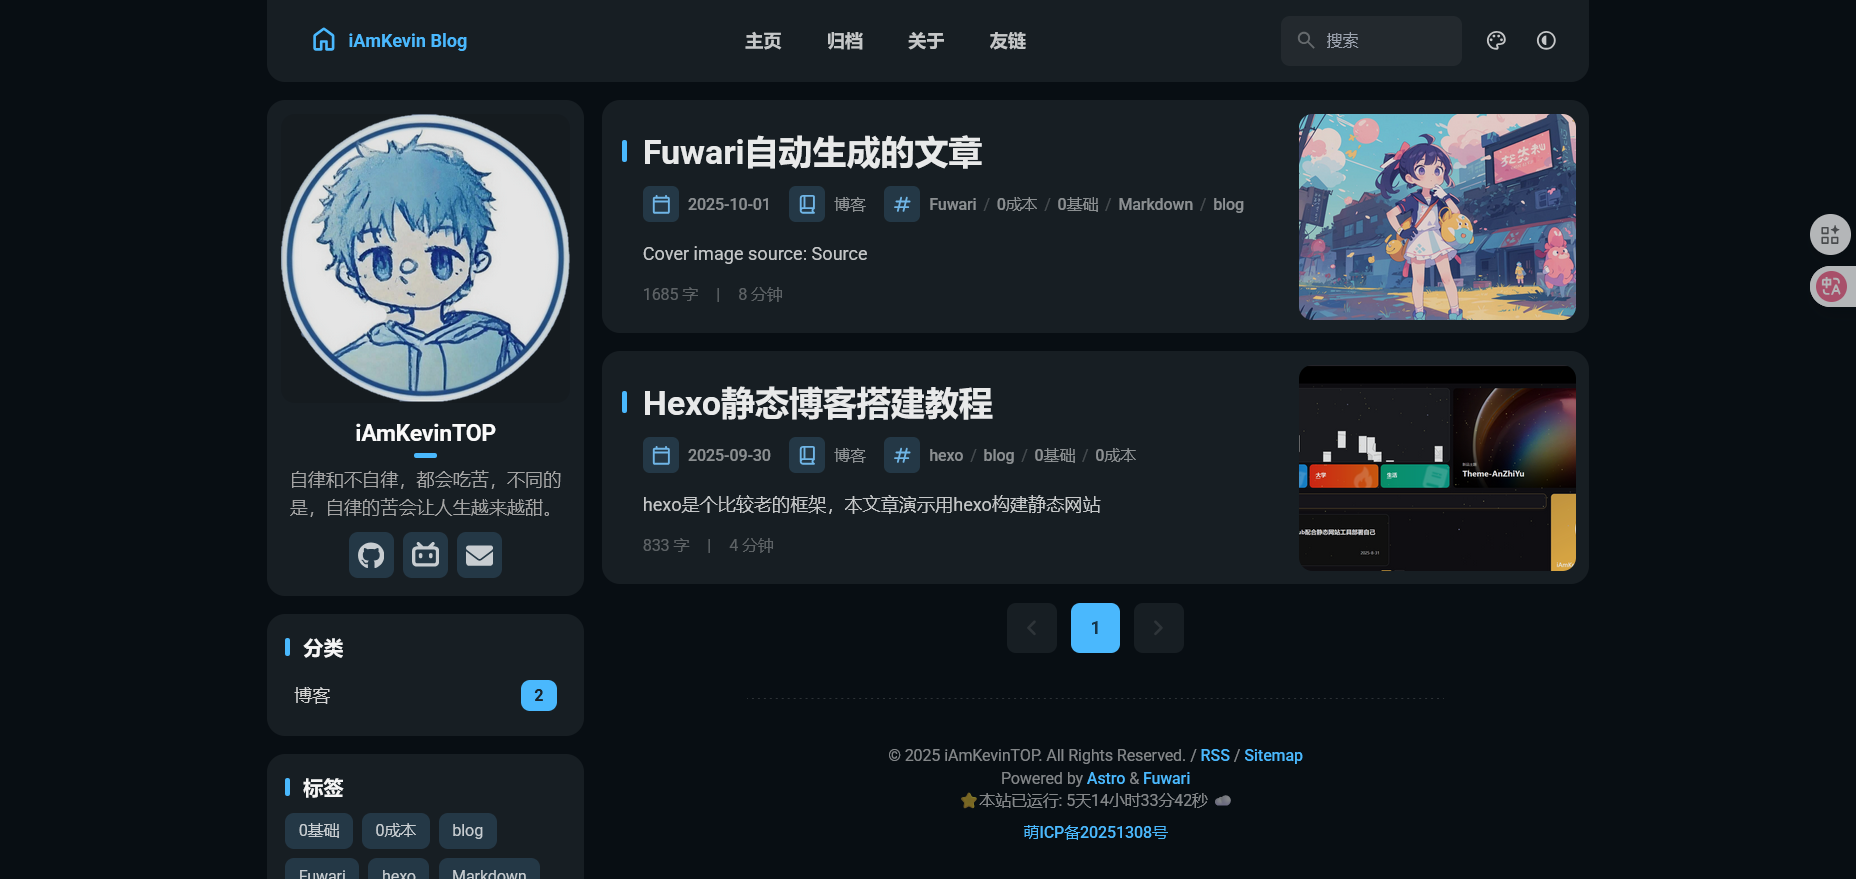 iAmKevin Blog
主页 归档 关于 友链
搜索
iAmKevinTOP
自律和不自律，都会吃苦，不同的
是，自律的苦会让人生越来越甜。
分类
博客 2
标签
0基础 0成本 blog
Fuwari hexo Markdown
Fuwari自动生成的文章
2025-10-01 博客 # Fuwari / 0成本 / 0基础 / Markdown / blog
Cover image source: Source
1685 字 | 8 分钟
Hexo静态博客搭建教程
2025-09-30 博客 # hexo / blog / 0基础 / 0成本
hexo是个比较老的框架，本文章演示用hexo构建静态网站
833 字 | 4 分钟
大学 生活
Theme-AnZhiYu
1
© 2025 iAmKevinTOP. All Rights Reserved. / RSS / Sitemap
Powered by Astro & Fuwari
本站已运行: 5天14小时33分42秒
萌ICP备20251308号